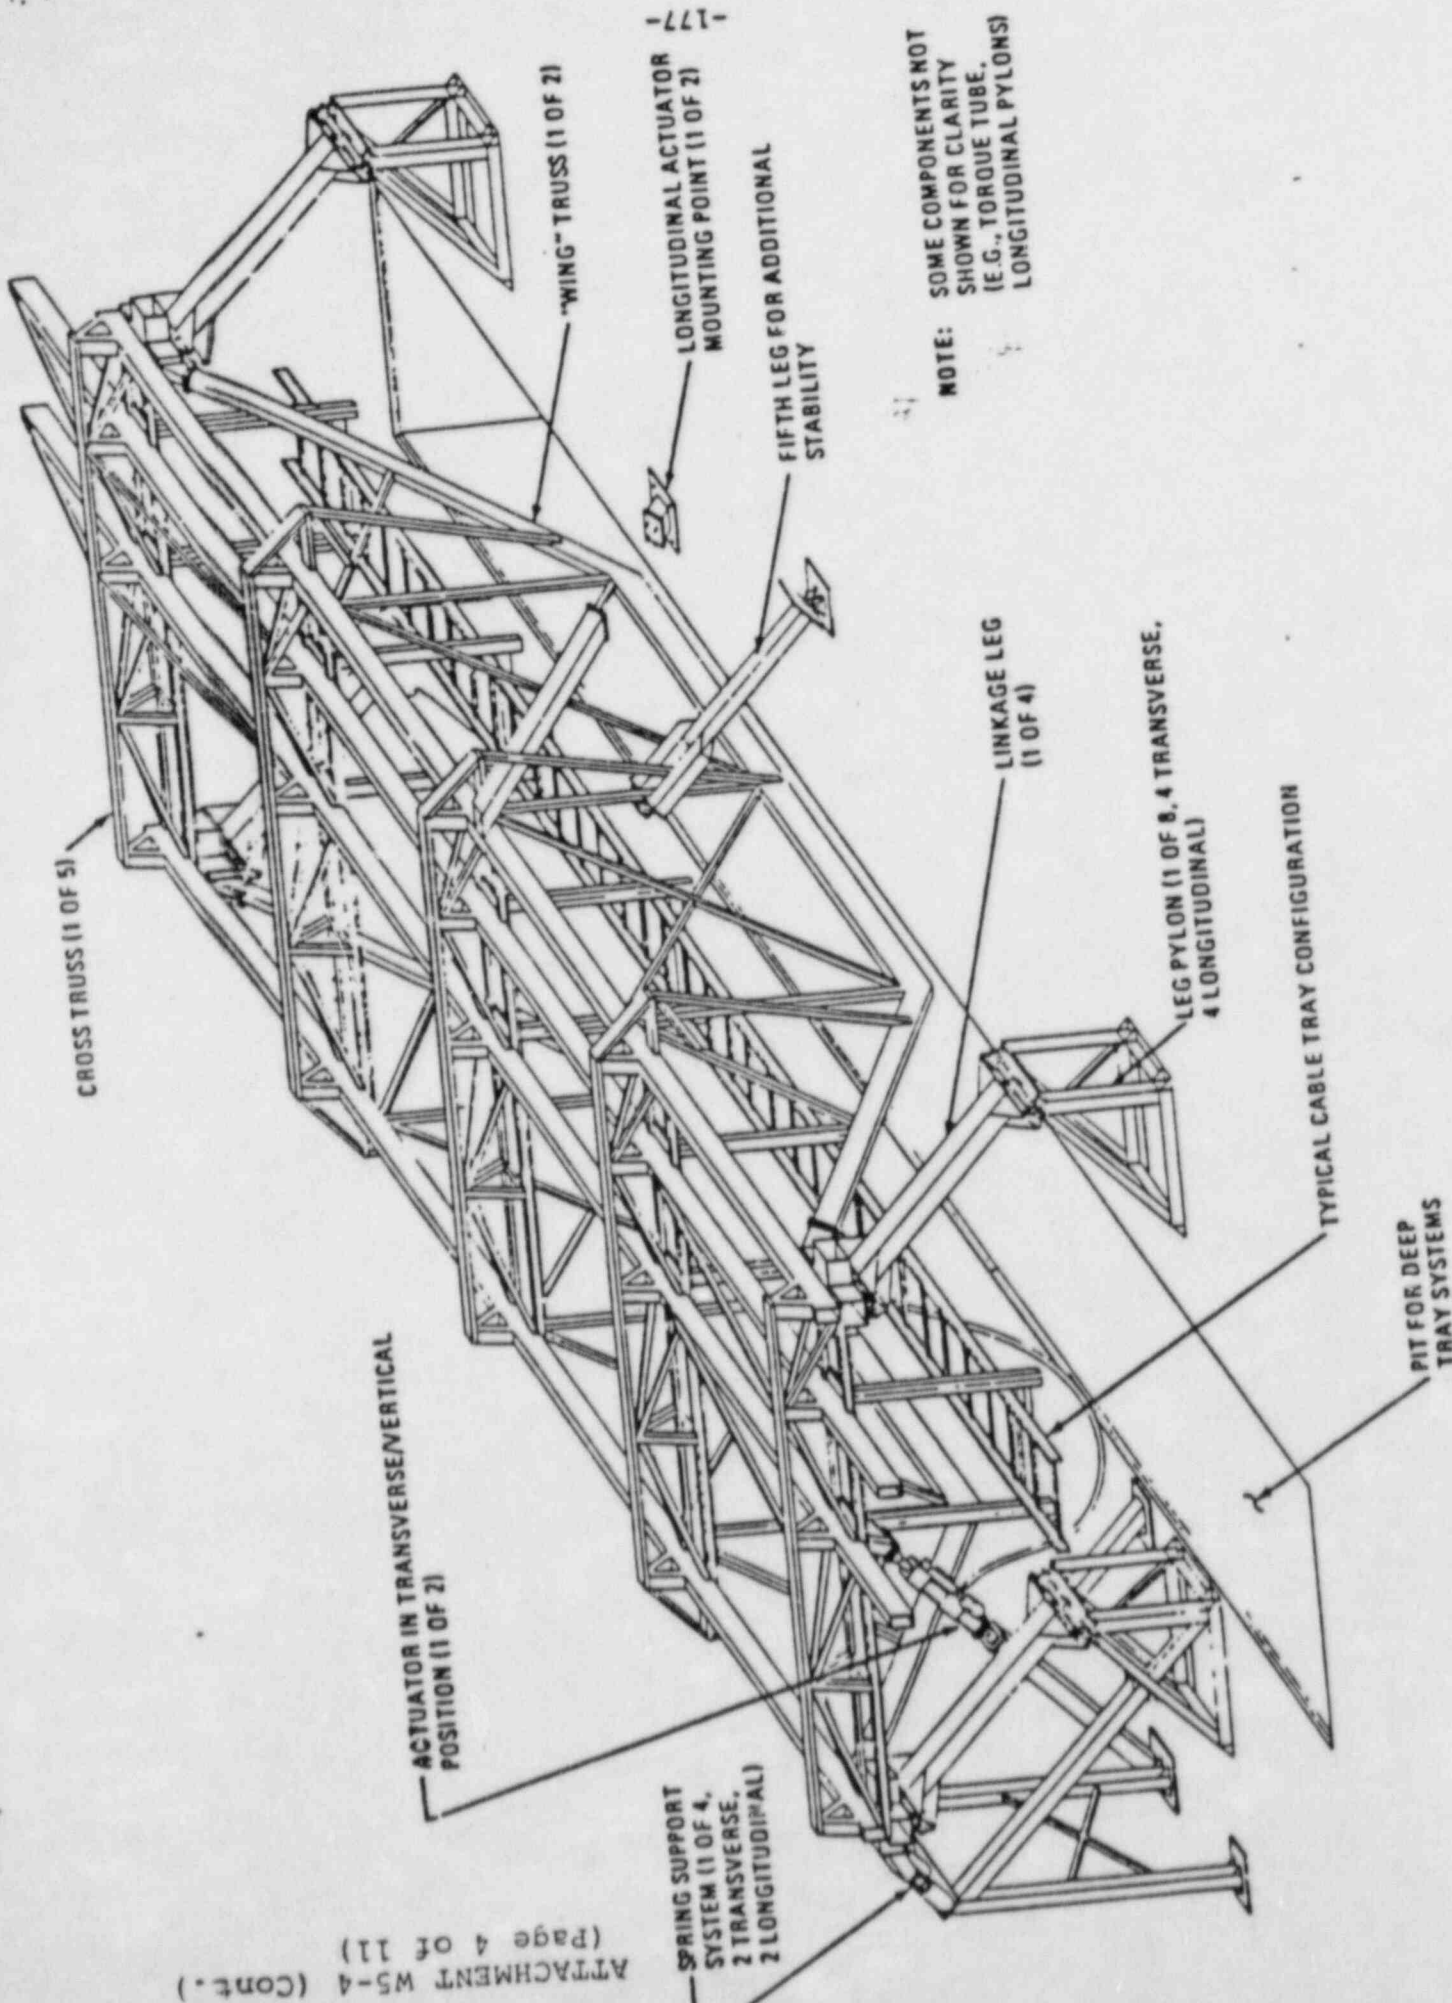 -177-
ATTACHMENT W5-4 (Cont.)
(Page 4 of 11)
CROSS TRUSS (1 OF 5)
"WING" TRUSS (1 OF 2)
LONGITUDINAL ACTUATOR
MOUNTING POINT (1 OF 2)
FIFTH LEG FOR ADDITIONAL
STABILITY
NOTE: SOME COMPONENTS NOT
SHOWN FOR CLARITY
(E.G., TORQUE TUBE,
LONGITUDINAL PYLONS)
LINKAGE LEG
(1 OF 4)
LEG PYLON (1 OF 8, 4 TRANSVERSE,
4 LONGITUDINAL)
TYPICAL CABLE TRAY CONFIGURATION
PIT FOR DEEP
TRAY SYSTEMS
ACTUATOR IN TRANSVERSE/VERTICAL
POSITION (1 OF 2)
SPRING SUPPORT
SYSTEM (1 OF 4,
2 TRANSVERSE,
2 LONGITUDINAL)